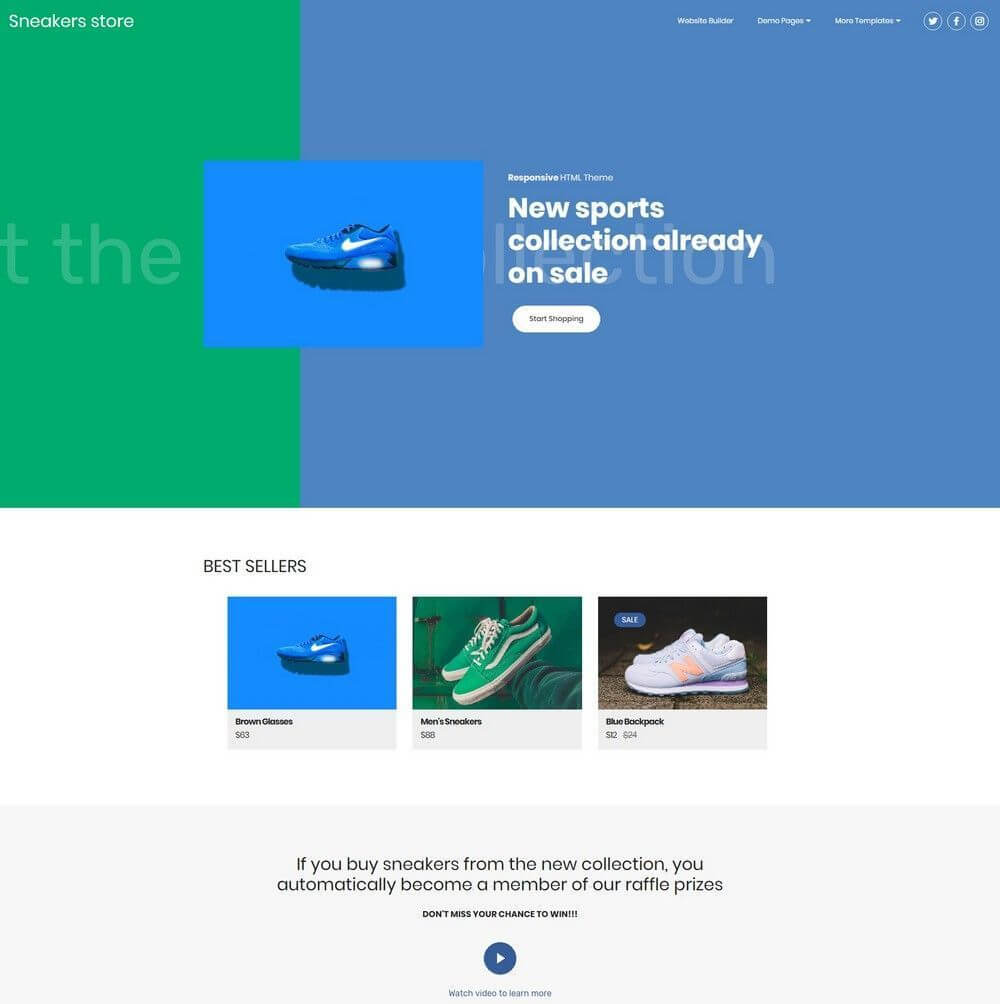 Sneakers store
Website Builder
Demo Pages
More Templates
Responsive HTML Theme
New sports
collection already
on sale
t the
llection
Start Shopping
BEST SELLERS
SALE
Brown Glasses
$63
Men's Sneakers
$88
Blue Backpack
$12 $24
If you buy sneakers from the new collection, you
automatically become a member of our raffle prizes
DON'T MISS YOUR CHANCE TO WIN!!!
Watch video to learn more